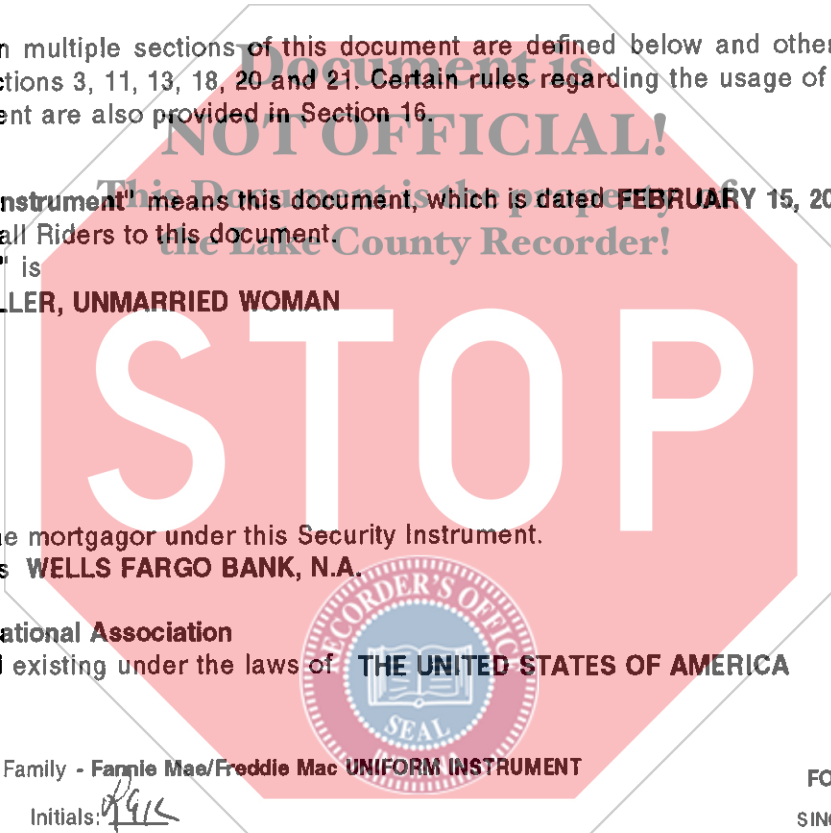 n multiple sections of this document are defined below and other
ctions 3, 11, 13, 18, 20 and 21. Certain rules regarding the usage of
ent are also provided in Section 16.
Document is
NOT OFFICIAL!
This Document is the property of
the Lake County Recorder!
nstrument" means this document, which is dated FEBRUARY 15, 20
all Riders to this document.
" is
LLER, UNMARRIED WOMAN
STOP
e mortgagor under this Security Instrument.
s WELLS FARGO BANK, N.A.
ational Association
d existing under the laws of THE UNITED STATES OF AMERICA
RECORDER'S OFFIC
SEAL
INDIANA
Family - Fannie Mae/Freddie Mac UNIFORM INSTRUMENT
FO
Initials:
SING